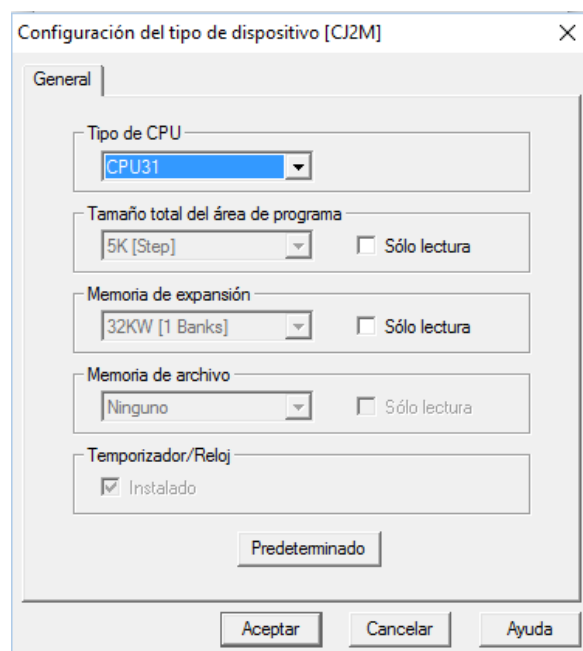 Configuración del tipo de dispositivo [CJ2M]
General
Tipo de CPU
CPU31
Tamaño total del área de programa
5K [Step] Sólo lectura
Memoria de expansión
32KW [1 Banks] Sólo lectura
Memoria de archivo
Ninguno Sólo lectura
Temporizador/Reloj
Instalado
Predeterminado
Aceptar Cancelar Ayuda